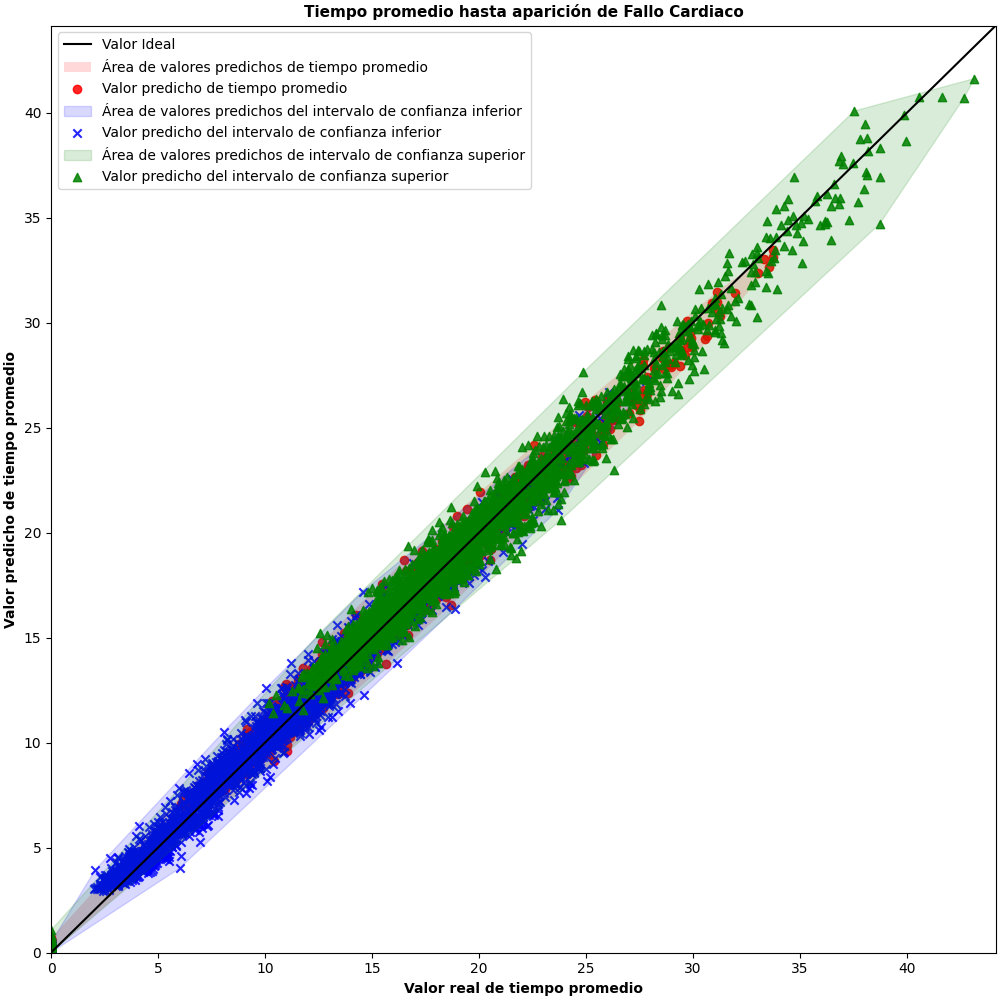 Tiempo promedio hasta aparición de Fallo Cardiaco
Valor Ideal
Área de valores predichos de tiempo promedio
Valor predicho de tiempo promedio
Área de valores predichos del intervalo de confianza inferior
Valor predicho del intervalo de confianza inferior
Área de valores predichos de intervalo de confianza superior
Valor predicho del intervalo de confianza superior
Valor predicho de tiempo promedio
40
35
30
25
20
15
10
5
0
0 5 10 15 20 25 30 35 40
Valor real de tiempo promedio